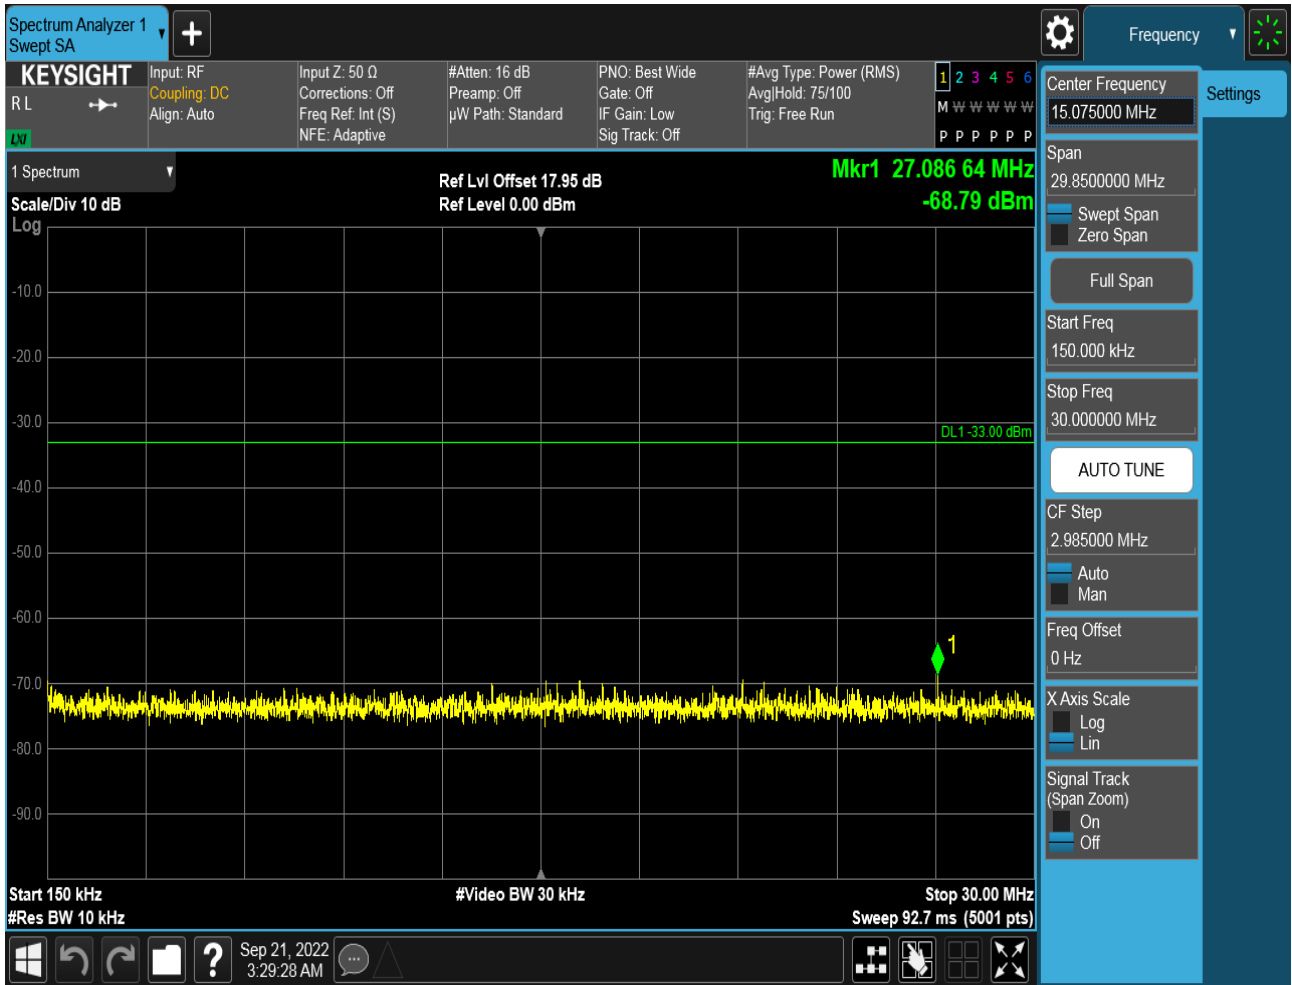 Spectrum Analyzer 1
Swept SA
Frequency
KEYSIGHT
R L
LXI
Input: RF
Coupling: DC
Align: Auto
Input Z: 50 Ω
Corrections: Off
Freq Ref: Int (S)
NFE: Adaptive
#Atten: 16 dB
Preamp: Off
µW Path: Standard
PNO: Best Wide
Gate: Off
IF Gain: Low
Sig Track: Off
#Avg Type: Power (RMS)
Avg|Hold: 75/100
Trig: Free Run
1 2 3 4 5 6
M W W W W W
P P P P P P
1 Spectrum
Scale/Div 10 dB
Log
Ref Lvl Offset 17.95 dB
Ref Level 0.00 dBm
Mkr1 27.086 64 MHz
-68.79 dBm
-10.0
-20.0
-30.0
DL1 -33.00 dBm
-40.0
-50.0
-60.0
1
-70.0
-80.0
-90.0
Start 150 kHz
#Video BW 30 kHz
Stop 30.00 MHz
#Res BW 10 kHz
Sweep 92.7 ms (5001 pts)
?
Sep 21, 2022
3:29:28 AM
Center Frequency
15.075000 MHz
Settings
Span
29.8500000 MHz
Swept Span
Zero Span
Full Span
Start Freq
150.000 kHz
Stop Freq
30.000000 MHz
AUTO TUNE
CF Step
2.985000 MHz
Auto
Man
Freq Offset
0 Hz
X Axis Scale
Log
Lin
Signal Track
(Span Zoom)
On
Off